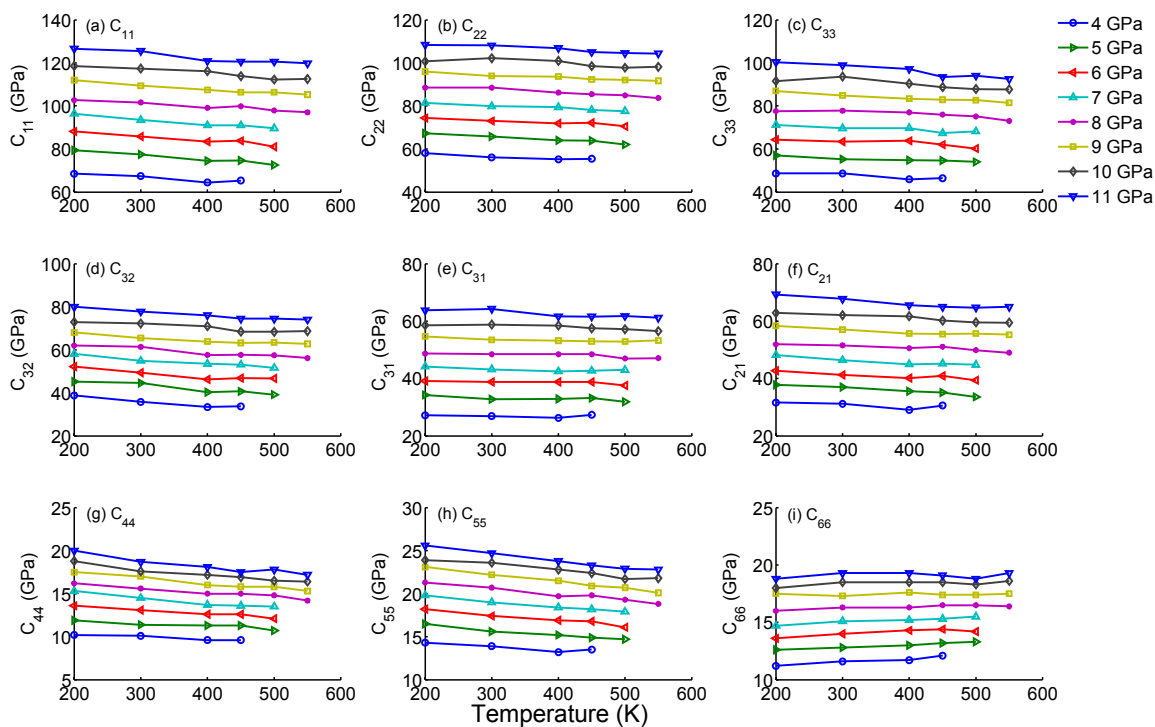 (a) C11
C11 (GPa)
140
120
100
80
60
200 300 400 500 600
(b) C22
C22 (GPa)
120
100
80
60
40
200 300 400 500 600
(c) C33
C33 (GPa)
120
100
80
60
40
200 300 400 500 600
4 GPa
5 GPa
6 GPa
7 GPa
8 GPa
9 GPa
10 GPa
11 GPa
(d) C32
C32 (GPa)
100
80
60
40
20
200 300 400 500 600
(e) C31
C31 (GPa)
80
60
40
20
200 300 400 500 600
(f) C21
C21 (GPa)
80
60
40
20
200 300 400 500 600
(g) C44
C44 (GPa)
25
20
15
10
5
200 300 400 500 600
(h) C55
C55 (GPa)
30
25
20
15
10
200 300 400 500 600
(i) C66
C66 (GPa)
25
20
15
10
200 300 400 500 600
Temperature (K)